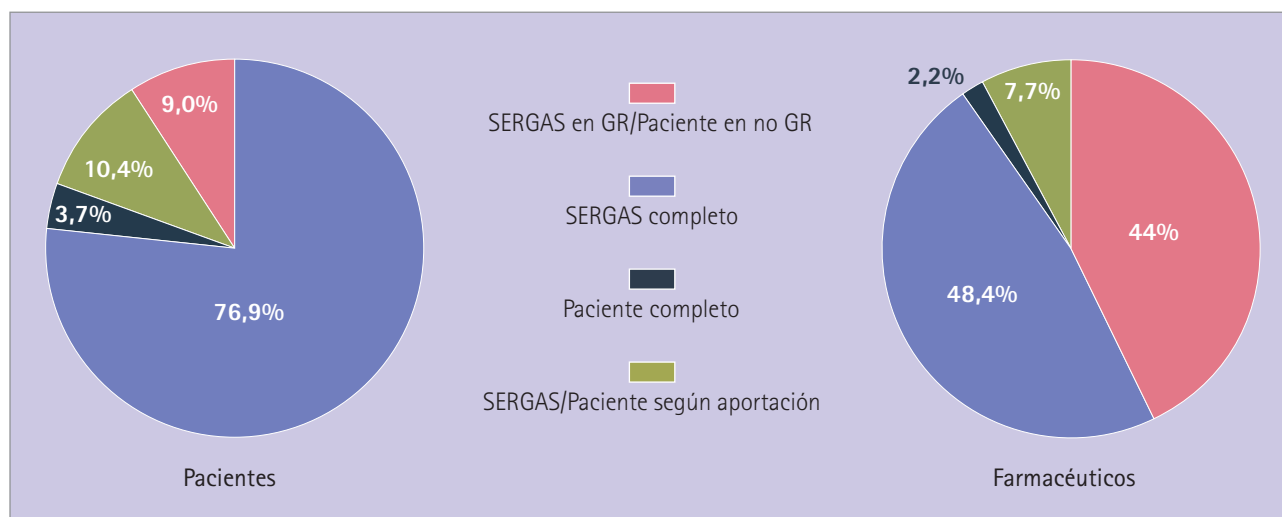 9,0%
10,4%
3,7%
76,9%
Pacientes
SERGAS en GR/Paciente en no GR
SERGAS completo
Paciente completo
SERGAS/Paciente según aportación
2,2%
7,7%
44%
48,4%
Farmacéuticos